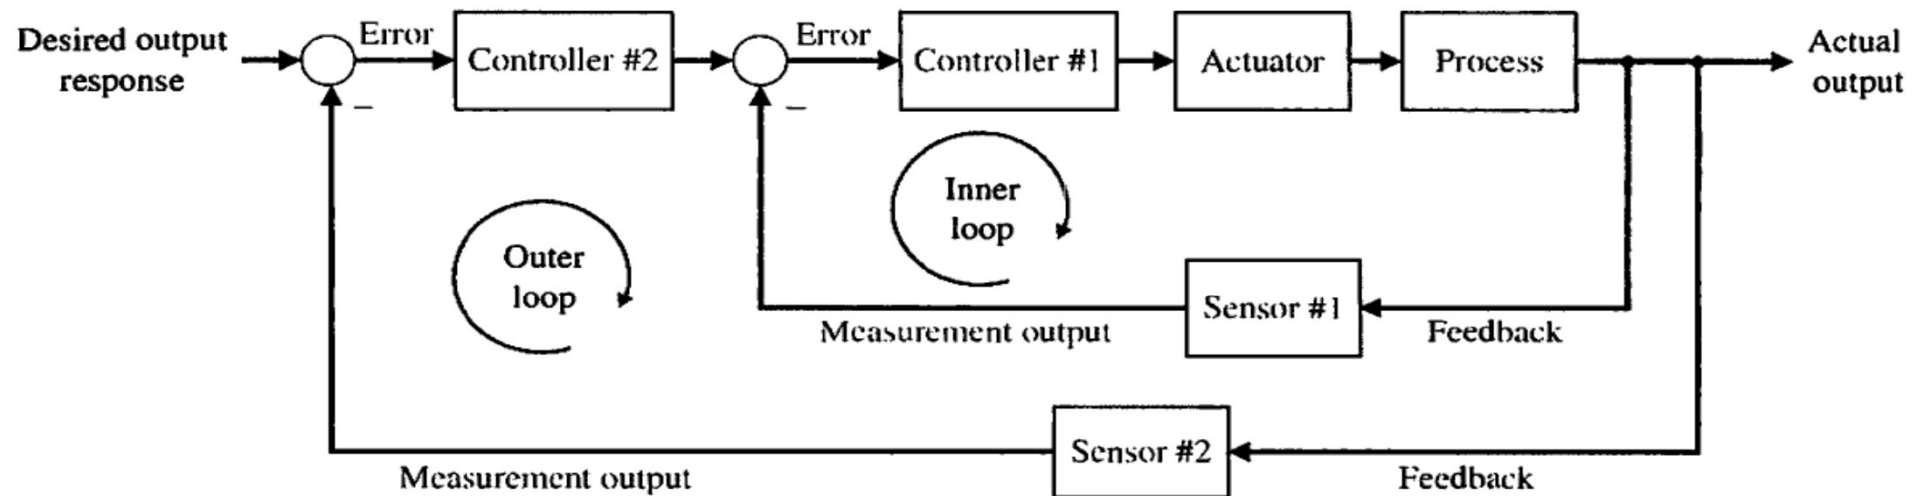 Desired output
response
Error
Controller #2
Error
Controller #1
Actuator
Process
Actual
output
–
–
Inner
loop
Outer
loop
Sensor #1
Measurement output
Feedback
Sensor #2
Measurement output
Feedback